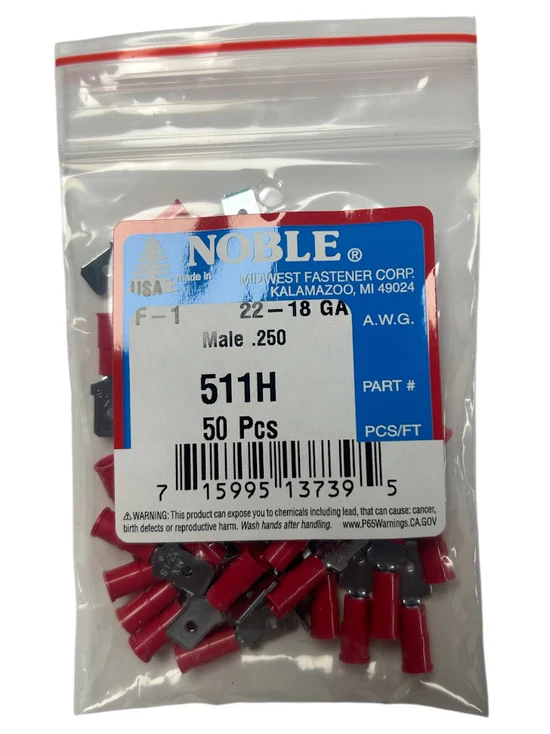 NOBLE®
made in
USA
MIDWEST FASTENER CORP.
KALAMAZOO, MI 49024
F-1 22-18 GA
A.W.G.
Male .250
511H
PART #
50 Pcs
PCS/FT
7 15995 13739 5
⚠WARNING: This product can expose you to chemicals including lead, that can cause: cancer,
birth defects or reproductive harm. Wash hands after handling. www.P65Warnings.CA.GOV